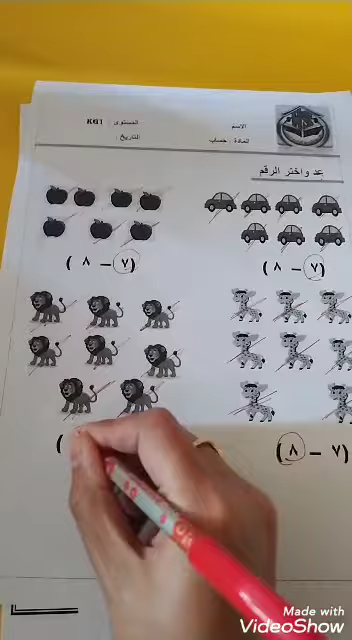 الاسم
المستوى : KG1
المادة : حساب
التاريخ :
عد واختر الرقم
( ٨ – ٧ )
( ٨ – ٧ )
( ٨ – ٧ )
(
Made with
VideoShow